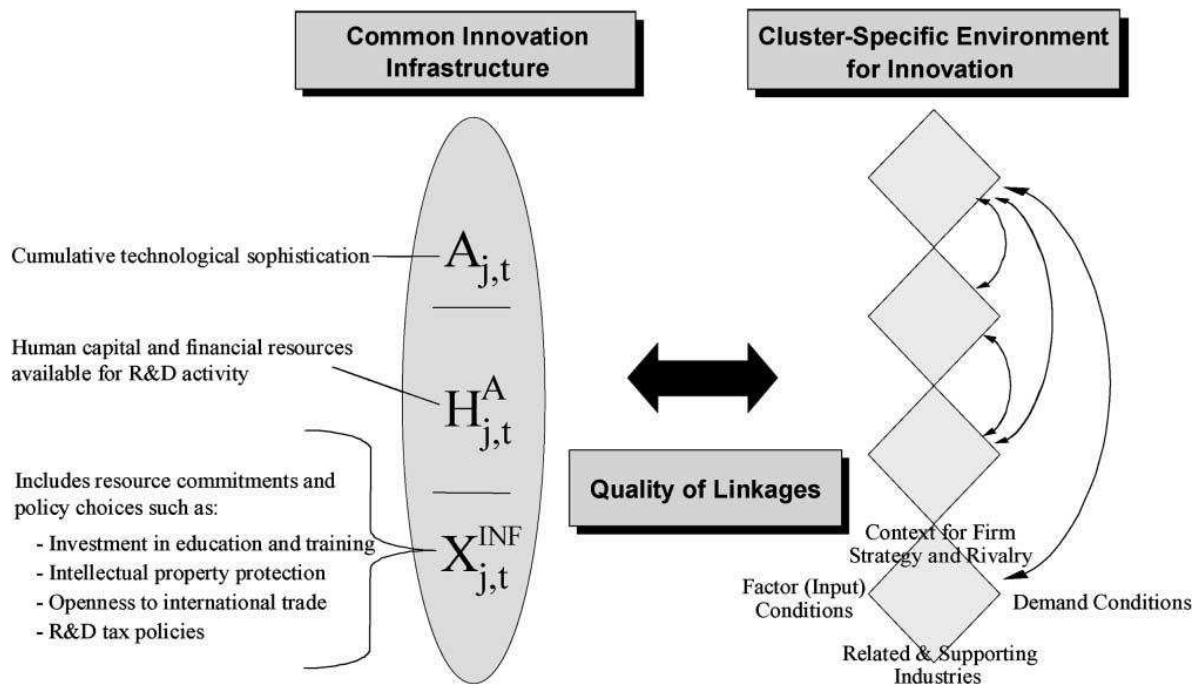 Common Innovation
Infrastructure
Cluster-Specific Environment
for Innovation
Cumulative technological sophistication
A j,t
Human capital and financial resources
available for R&D activity
H A j,t
Includes resource commitments and
policy choices such as:
- Investment in education and training
- Intellectual property protection
- Openness to international trade
- R&D tax policies
X INF j,t
Quality of Linkages
Context for Firm
Strategy and Rivalry
Factor (Input)
Conditions
Demand Conditions
Related & Supporting
Industries